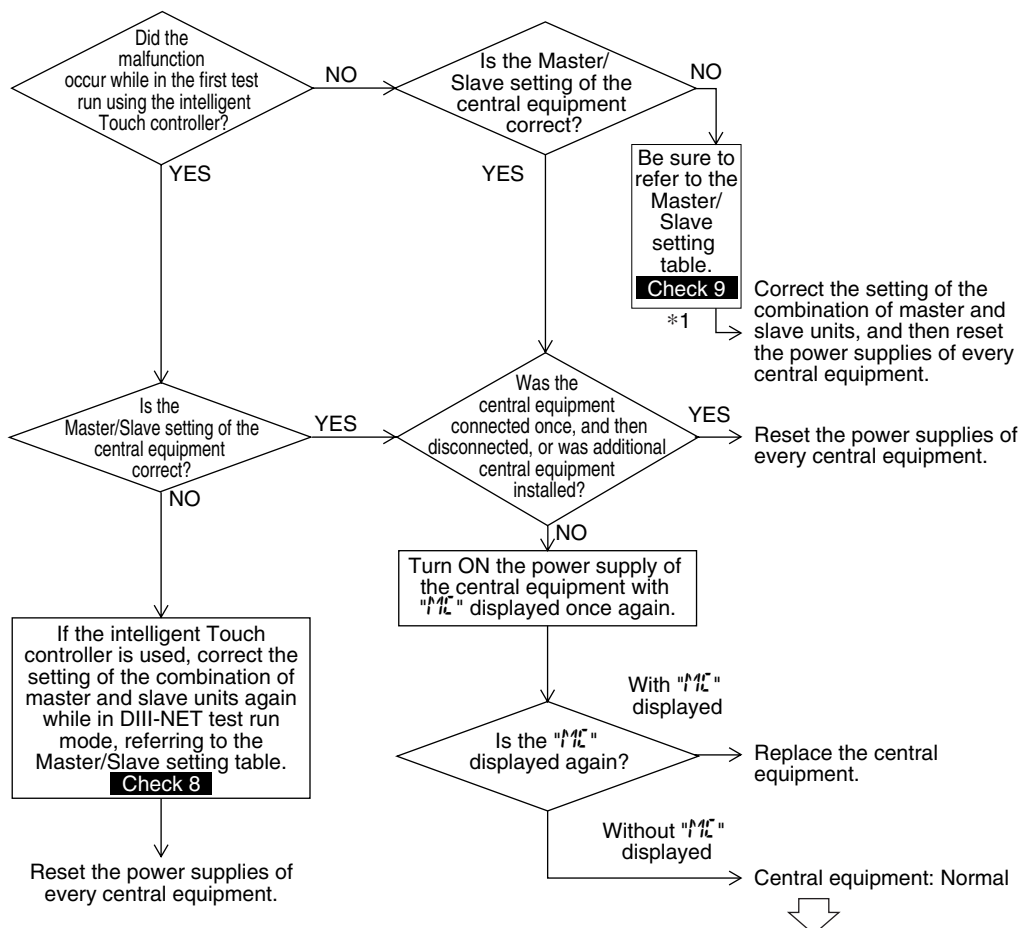 Did the
malfunction
occur while in the first test
run using the intelligent
Touch controller?
NO
Is the Master/
Slave setting of the
central equipment
correct?
NO
YES
YES
Be sure to
refer to the
Master/
Slave
setting
table.
Check 9
*1
Correct the setting of the
combination of master and
slave units, and then reset
the power supplies of every
central equipment.
Is the
Master/Slave setting of the
central equipment
correct?
YES
NO
Was the
central equipment
connected once, and then
disconnected, or was additional
central equipment
installed?
YES
Reset the power supplies of
every central equipment.
NO
Turn ON the power supply of
the central equipment with
"MC" displayed once again.
If the intelligent Touch
controller is used, correct the
setting of the combination of
master and slave units again
while in DIII-NET test run
mode, referring to the
Master/Slave setting table.
Check 8
Reset the power supplies of
every central equipment.
With "MC"
displayed
Is the "MC"
displayed again?
Replace the central
equipment.
Without "MC"
displayed
Central equipment: Normal